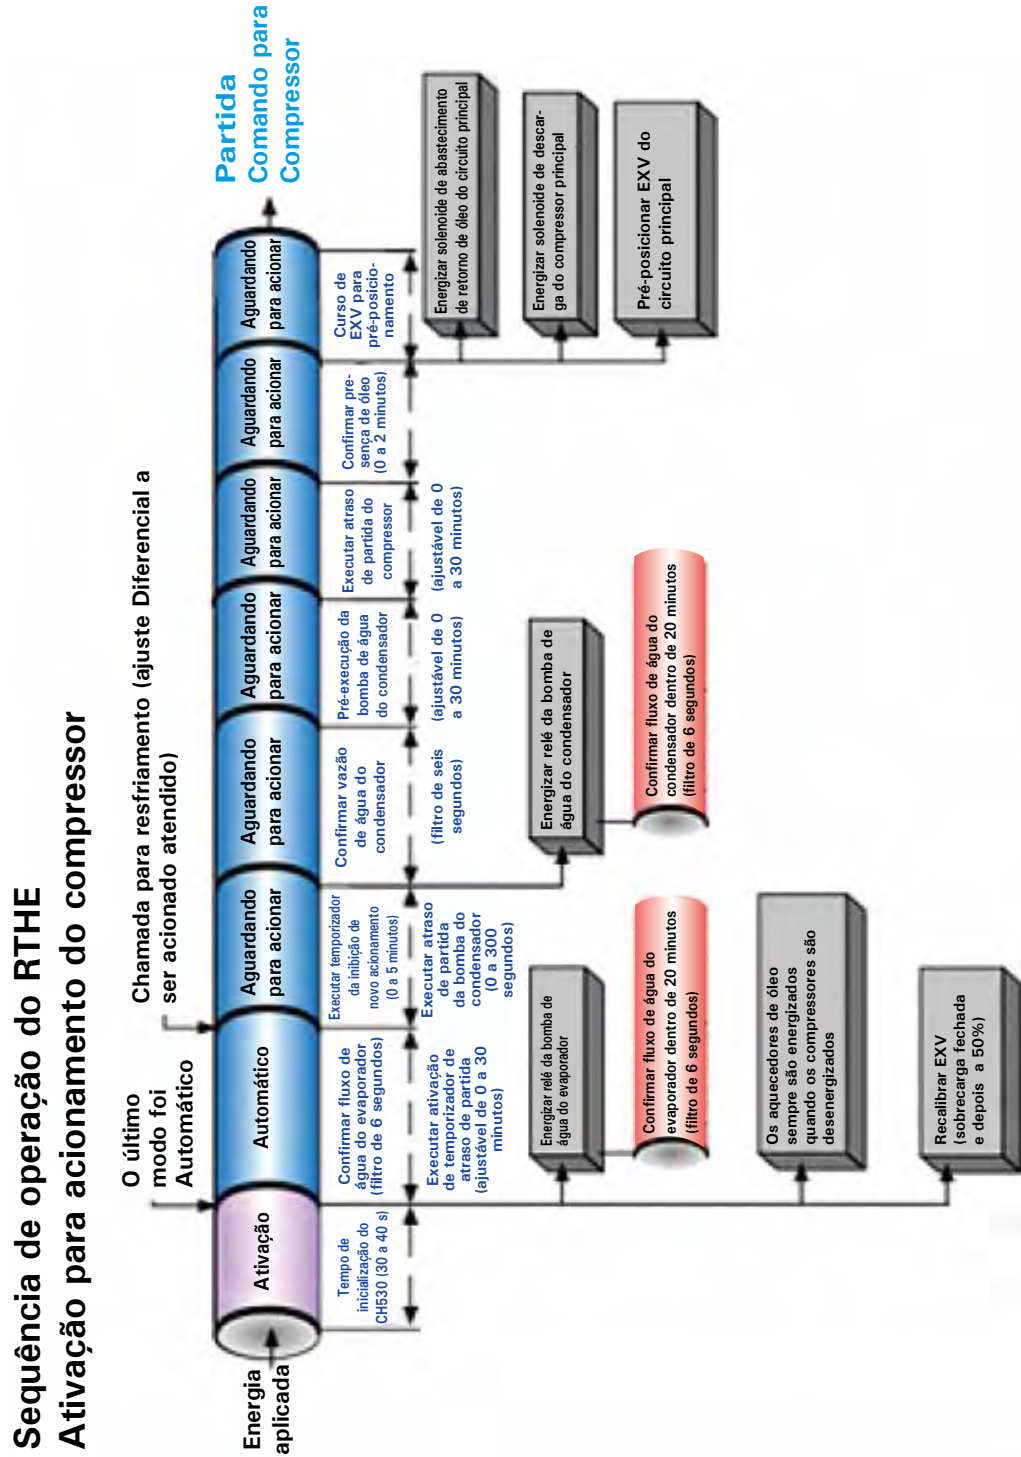 Sequência de operação do RTHE
Ativação para acionamento do compressor
O último
modo foi
Automático
Chamada para resfriamento (ajuste Diferencial a
ser acionado atendido)
Energia
aplicada
Ativação
Automático
Aguardando
para acionar
Aguardando
para acionar
Aguardando
para acionar
Aguardando
para acionar
Aguardando
para acionar
Aguardando
para acionar
Partida
Comando para
Compressor
Tempo de
inicialização do
CH530 (30 a 40 s)
Confirmar fluxo de
água do evaporador
(filtro de 6 segundos)
Executar ativação
de temporizador de
atraso de partida
(ajustável de 0 a 30
minutos)
Executar temporizador
da inibição de
novo acionamento
(0 a 5 minutos)
Executar atraso
de partida
da bomba do
condensador
(0 a 300
segundos)
Confirmar vazão
de água do
condensador
(filtro de seis
segundos)
Pré-execução da
bomba de água
do condensador
(ajustável de 0
a 30 minutos)
Executar atraso
de partida do
compressor
(ajustável de 0
a 30 minutos)
Confirmar pre-
sença de óleo
(0 a 2 minutos)
Curso de
EXV para
pré-posicio-
namento
Energizar relé da bomba de
água do evaporador
Confirmar fluxo de água do
evaporador dentro de 20 minutos
(filtro de 6 segundos)
Os aquecedores de óleo
sempre são energizados
quando os compressores são
desenergizados
Recalibrar EXV
(sobrecarga fechada
e depois a 50%)
Energizar relé da bomba de
água do condensador
Confirmar fluxo de água do
condensador dentro de 20 minutos
(filtro de 6 segundos)
Energizar solenoide de abastecimento
de retorno de óleo do circuito principal
Energizar solenoide de descar-
ga do compressor principal
Pré-posicionar EXV do
circuito principal